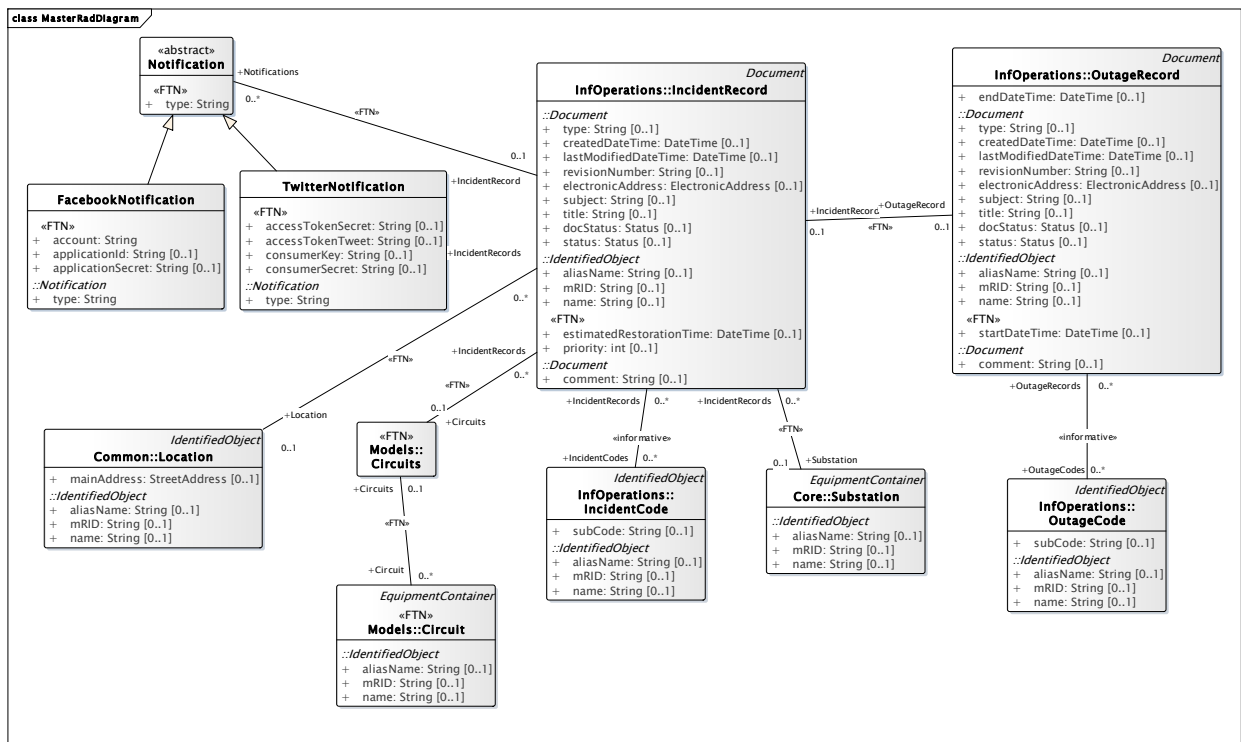 class MasterRadDiagram
«abstract»
Notification
«FTN»
+ type: String
+Notifications
0..*
«FTN»
0..1
+IncidentRecord
FacebookNotification
«FTN»
+ account: String
+ applicationId: String [0..1]
+ applicationSecret: String [0..1]
::Notification
+ type: String
TwitterNotification
«FTN»
+ accessTokenSecret: String [0..1]
+ accessTokenTweet: String [0..1]
+ consumerKey: String [0..1]
+ consumerSecret: String [0..1]
::Notification
+ type: String
Document
InfOperations::IncidentRecord
::Document
+ type: String [0..1]
+ createdDateTime: DateTime [0..1]
+ lastModifiedDateTime: DateTime [0..1]
+ revisionNumber: String [0..1]
+ electronicAddress: ElectronicAddress [0..1]
+ subject: String [0..1]
+ title: String [0..1]
+ docStatus: Status [0..1]
+ status: Status [0..1]
::IdentifiedObject
+ aliasName: String [0..1]
+ mRID: String [0..1]
+ name: String [0..1]
«FTN»
+ estimatedRestorationTime: DateTime [0..1]
+ priority: int [0..1]
::Document
+ comment: String [0..1]
+IncidentRecord
0..1
«FTN»
+OutageRecord
0..1
Document
InfOperations::OutageRecord
+ endDateTime: DateTime [0..1]
::Document
+ type: String [0..1]
+ createdDateTime: DateTime [0..1]
+ lastModifiedDateTime: DateTime [0..1]
+ revisionNumber: String [0..1]
+ electronicAddress: ElectronicAddress [0..1]
+ subject: String [0..1]
+ title: String [0..1]
+ docStatus: Status [0..1]
+ status: Status [0..1]
::IdentifiedObject
+ aliasName: String [0..1]
+ mRID: String [0..1]
+ name: String [0..1]
«FTN»
+ startDateTime: DateTime [0..1]
::Document
+ comment: String [0..1]
+IncidentRecords
0..*
«FTN»
+Location
0..1
IdentifiedObject
Common::Location
+ mainAddress: StreetAddress [0..1]
::IdentifiedObject
+ aliasName: String [0..1]
+ mRID: String [0..1]
+ name: String [0..1]
+IncidentRecords
0..*
«FTN»
0..1
+Circuits
«FTN»
Models::
Circuits
+Circuits
0..1
«FTN»
+Circuit
0..*
EquipmentContainer
«FTN»
Models::Circuit
::IdentifiedObject
+ aliasName: String [0..1]
+ mRID: String [0..1]
+ name: String [0..1]
+IncidentRecords
0..*
«informative»
+IncidentCodes
0..*
IdentifiedObject
InfOperations::
IncidentCode
+ subCode: String [0..1]
::IdentifiedObject
+ aliasName: String [0..1]
+ mRID: String [0..1]
+ name: String [0..1]
+IncidentRecords
0..*
«FTN»
0..1
+Substation
EquipmentContainer
Core::Substation
::IdentifiedObject
+ aliasName: String [0..1]
+ mRID: String [0..1]
+ name: String [0..1]
+OutageRecords
0..*
«informative»
+OutageCodes
0..*
IdentifiedObject
InfOperations::
OutageCode
+ subCode: String [0..1]
::IdentifiedObject
+ aliasName: String [0..1]
+ mRID: String [0..1]
+ name: String [0..1]